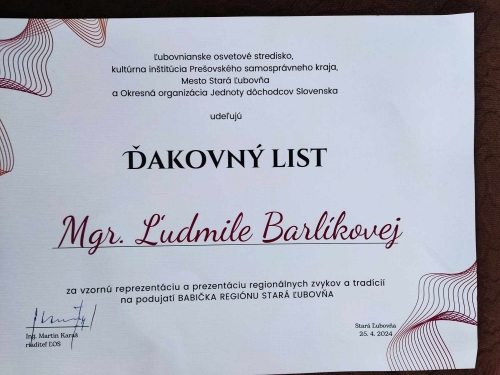 Ľubovnianske osvetové stredisko,
kultúrna inštitúcia Prešovského samosprávneho kraja,
Mesto Stará Ľubovňa
a Okresná organizácia Jednoty dôchodcov Slovenska
udeľujú
ĎAKOVNÝ LIST
Mgr. Ľudmile Barlíkovej
za vzornú reprezentáciu a prezentáciu regionálnych zvykov a tradícií
na podujatí BABIČKA REGIÓNU STARÁ ĽUBOVŇA
Ing. Martin Karaš
riaditeľ ĽOS
Stará Ľubovňa
25. 4. 2024